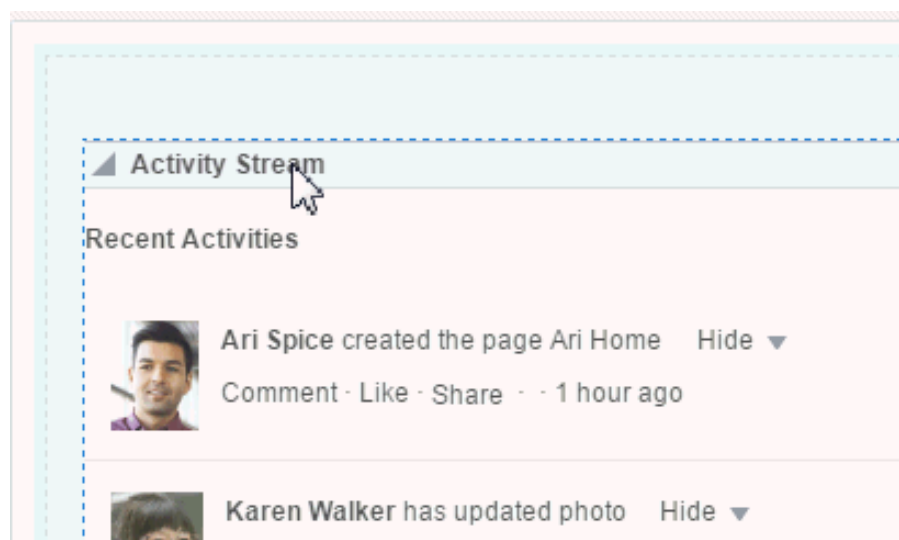 Activity Stream
Recent Activities
Ari Spice created the page Ari Home Hide
Comment · Like · Share · · 1 hour ago
Karen Walker has updated photo Hide